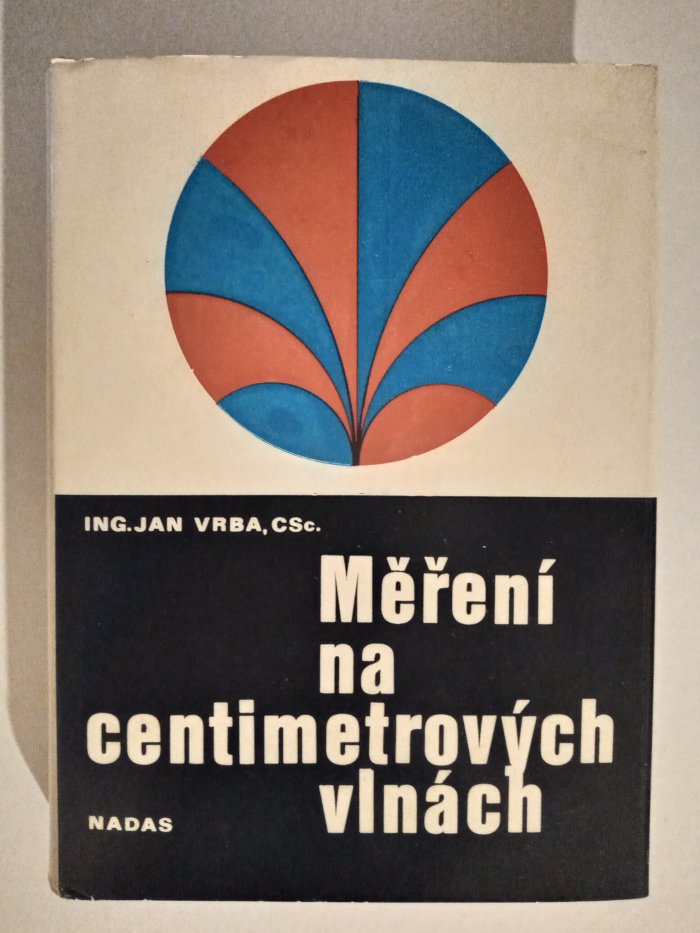 ING.JAN VRBA,CSc.
Měření
na
centimetrových
vlnách
NADAS